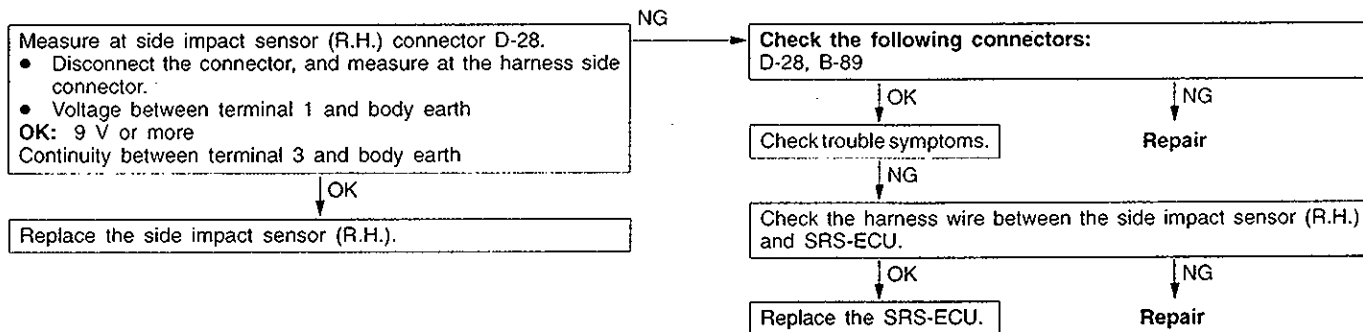 Measure at side impact sensor (R.H.) connector D-28.
● Disconnect the connector, and measure at the harness side
connector.
● Voltage between terminal 1 and body earth
OK: 9 V or more
Continuity between terminal 3 and body earth
OK
Replace the side impact sensor (R.H.).
NG
Check the following connectors:
D-28, B-89
OK
NG
Check trouble symptoms.
Repair
NG
Check the harness wire between the side impact sensor (R.H.)
and SRS-ECU.
OK
NG
Replace the SRS-ECU.
Repair